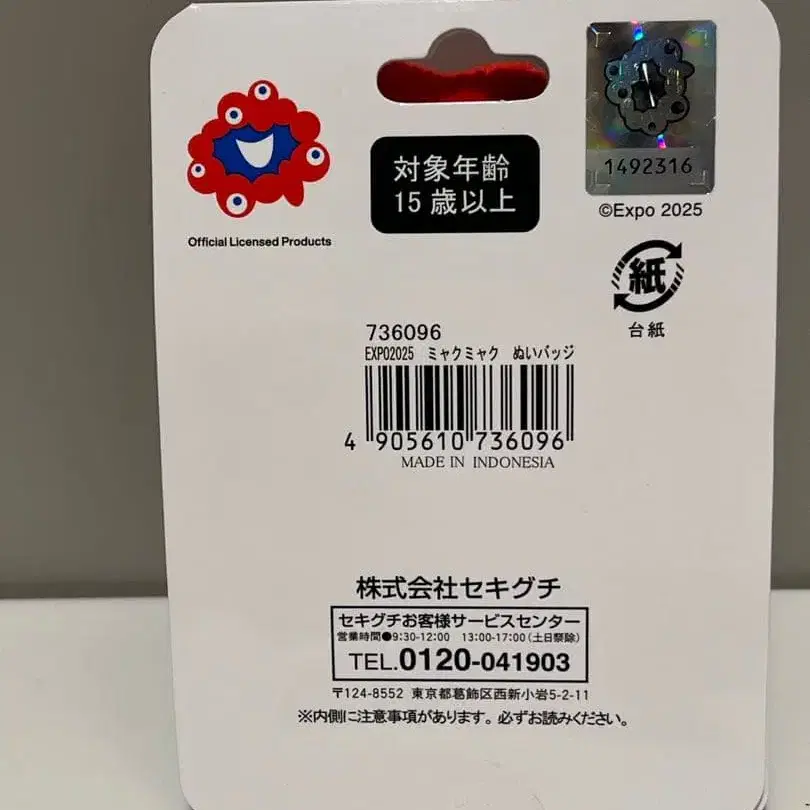 1492316
©Expo 2025
Official Licensed Products
対象年齢
15歳以上
紙
台紙
736096
EXPO2025 ミャクミャク ぬいバッジ
4 905610 736096
MADE IN INDONESIA
株式会社セキグチ
セキグチお客様サービスセンター
営業時間●9:30-12:00 13:00-17:00(土日祭除)
TEL.0120-041903
〒124-8552 東京都葛飾区西新小岩5-2-11
※内側に注意事項があります。必ずお読みください。